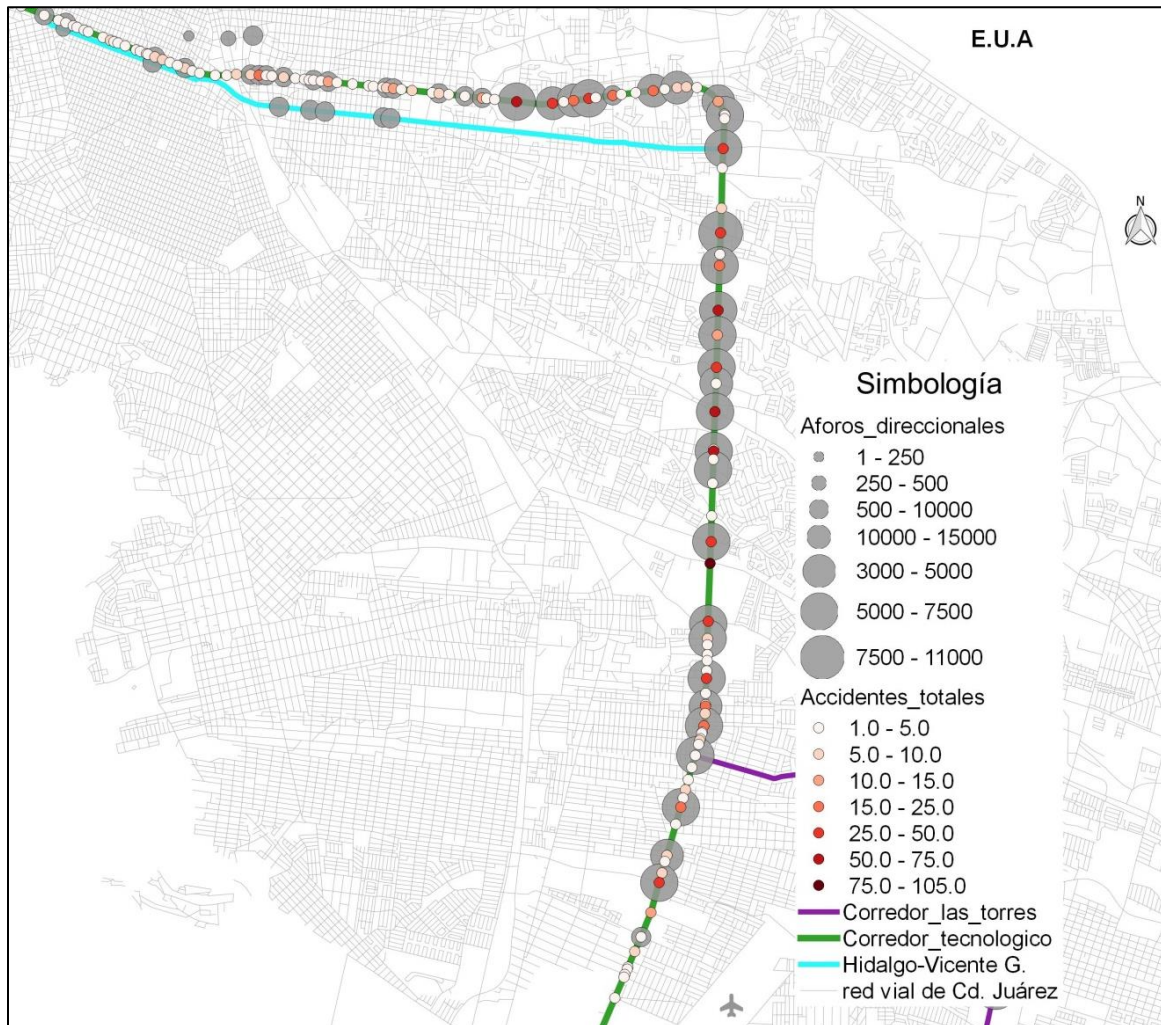 E.U.A
N
Simbología
Aforos_direccionales
1 - 250
250 - 500
500 - 10000
10000 - 15000
3000 - 5000
5000 - 7500
7500 - 11000
Accidentes_totales
1.0 - 5.0
5.0 - 10.0
10.0 - 15.0
15.0 - 25.0
25.0 - 50.0
50.0 - 75.0
75.0 - 105.0
Corredor_las_torres
Corredor_tecnologico
Hidalgo-Vicente G.
red vial de Cd. Juárez